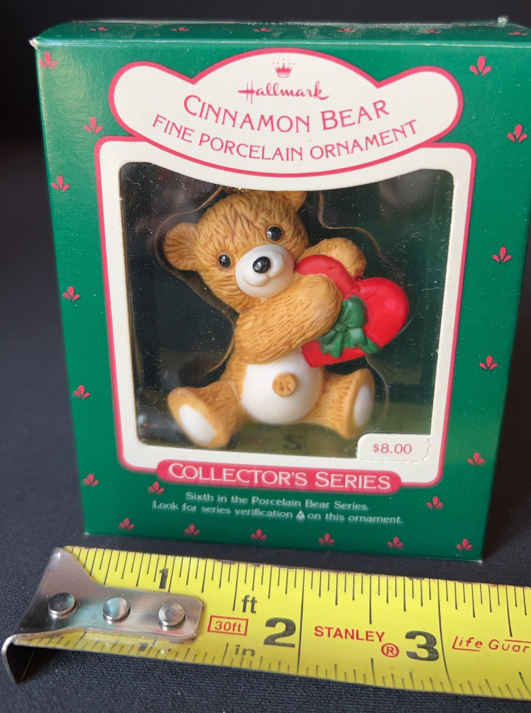 Hallmark
CINNAMON BEAR
FINE PORCELAIN ORNAMENT
$8.00
COLLECTOR'S SERIES
Sixth in the Porcelain Bear Series.
Look for series verification on this ornament.
1
ft
30ft
in
2
STANLEY
®
3
Life Guar